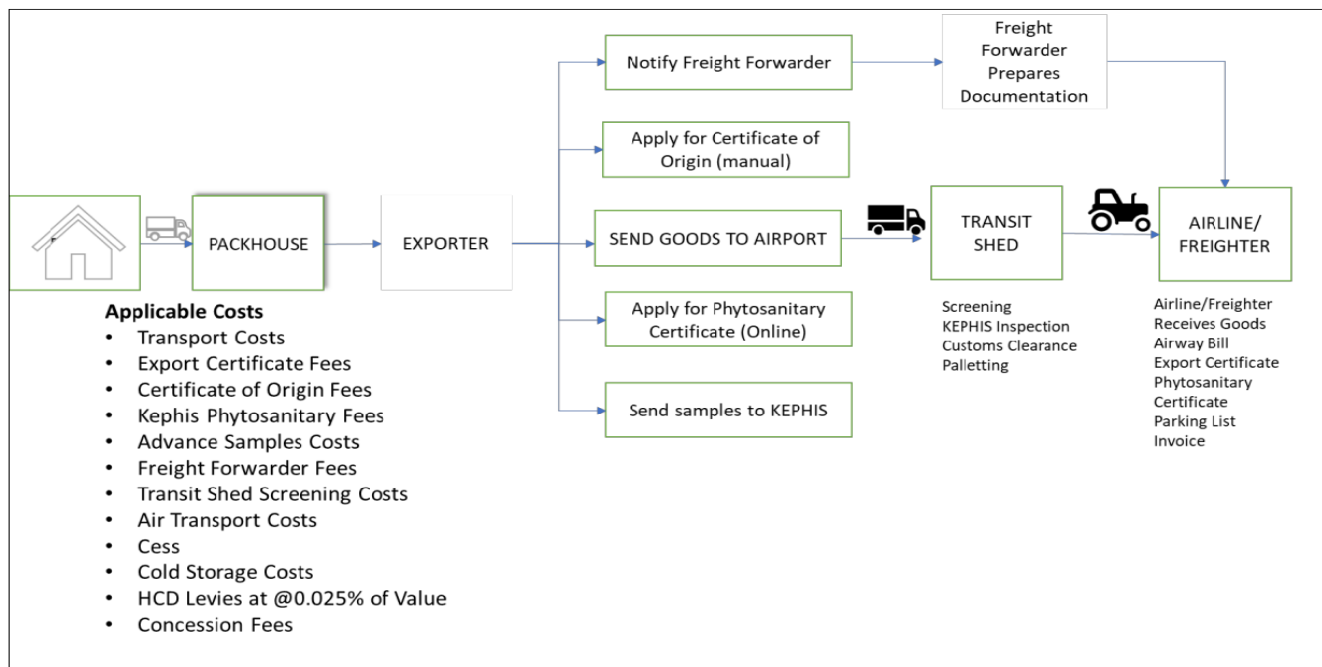 Notify Freight Forwarder
Freight
Forwarder
Prepares
Documentation
Apply for Certificate of
Origin (manual)
PACKHOUSE
EXPORTER
SEND GOODS TO AIRPORT
TRANSIT
SHED
AIRLINE/
FREIGHTER
Apply for Phytosanitary
Certificate (Online)
Send samples to KEPHIS
Applicable Costs
• Transport Costs
• Export Certificate Fees
• Certificate of Origin Fees
• Kephis Phytosanitary Fees
• Advance Samples Costs
• Freight Forwarder Fees
• Transit Shed Screening Costs
• Air Transport Costs
• Cess
• Cold Storage Costs
• HCD Levies at @0.025% of Value
• Concession Fees
Screening
KEPHIS Inspection
Customs Clearance
Palletting
Airline/Freighter
Receives Goods
Airway Bill
Export Certificate
Phytosanitary
Certificate
Parking List
Invoice